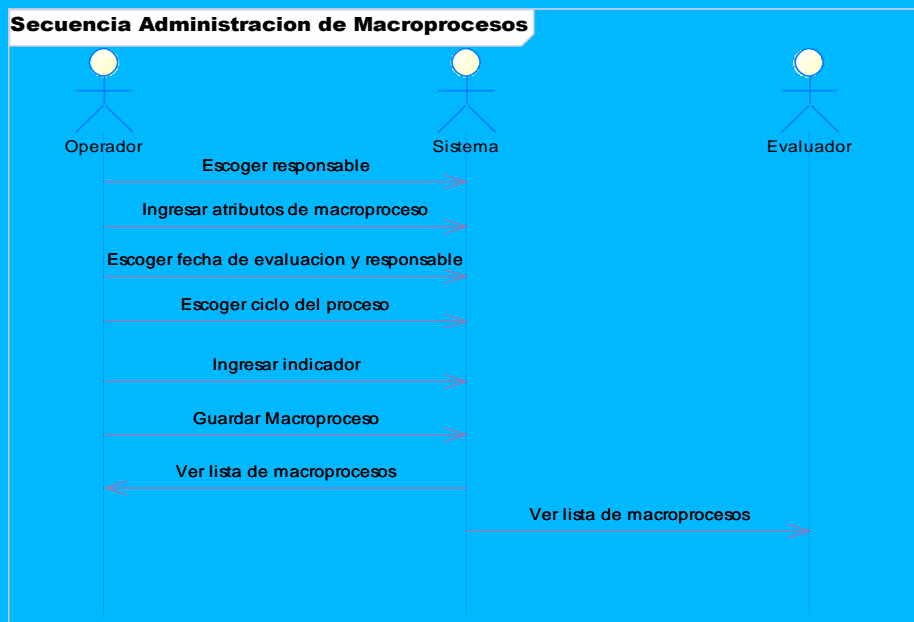 Secuencia Administracion de Macroprocesos
Operador
Sistema
Evaluador
Escoger responsable
Ingresar atributos de macroproceso
Escoger fecha de evaluacion y responsable
Escoger ciclo del proceso
Ingresar indicador
Guardar Macroproceso
Ver lista de macroprocesos
Ver lista de macroprocesos